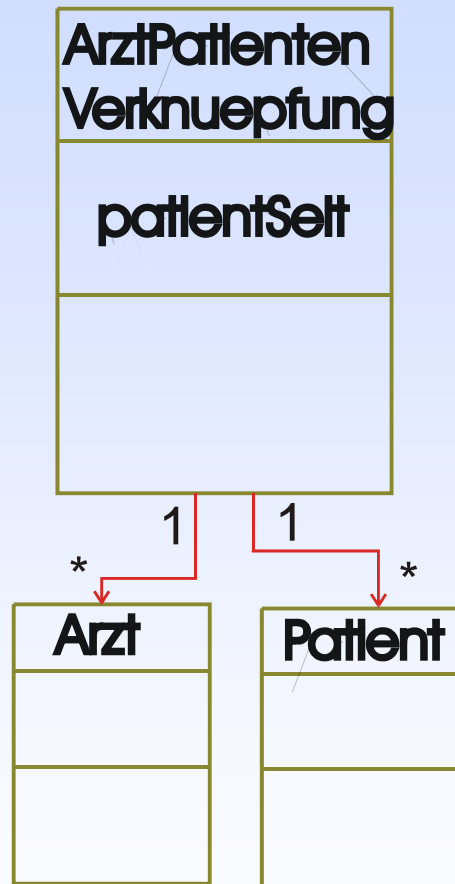 ArztPatienten
Verknuepfung
patientSeit
1
1
*
*
Arzt
Patient